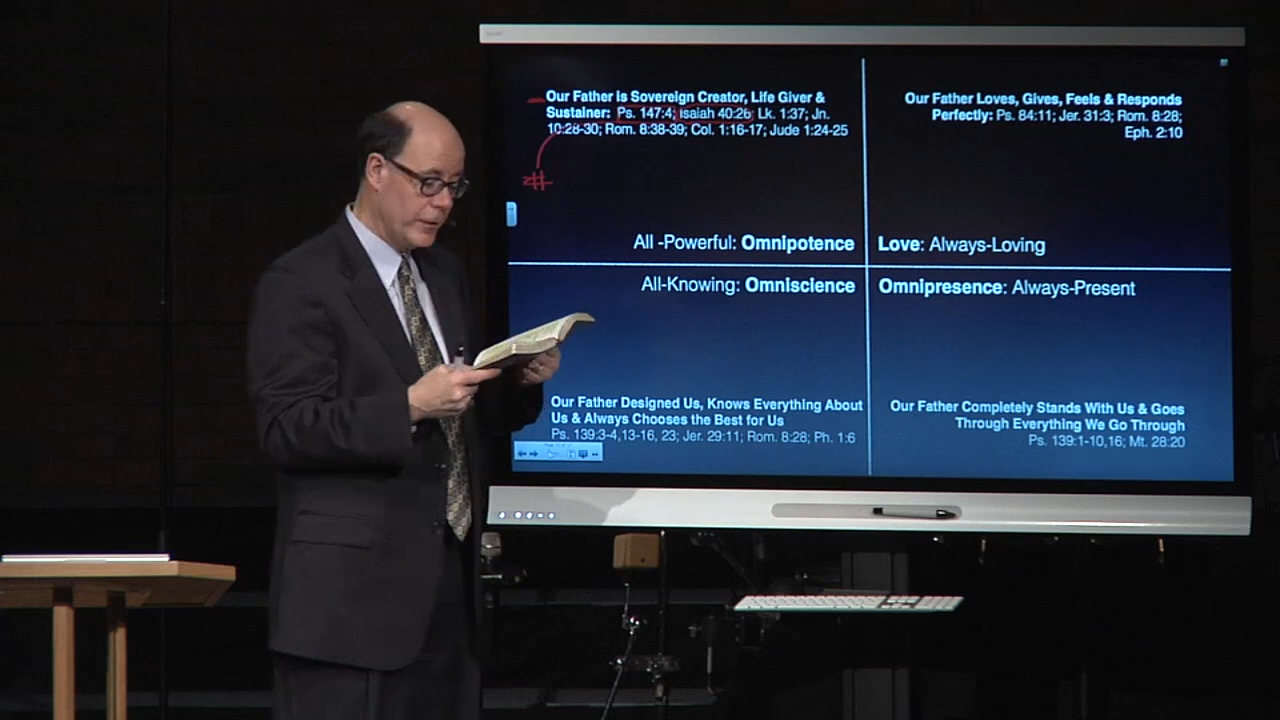 Our Father is Sovereign Creator, Life Giver &
Sustainer: Ps. 147:4; Isaiah 40:26; Lk. 1:37; Jn.
10:28-30; Rom. 8:38-39; Col. 1:16-17; Jude 1:24-25
#
All -Powerful: Omnipotence
Our Father Loves, Gives, Feels & Responds
Perfectly: Ps. 84:11; Jer. 31:3; Rom. 8:28;
Eph. 2:10
Love: Always-Loving
All-Knowing: Omniscience
Our Father Designed Us, Knows Everything About
Us & Always Chooses the Best for Us
Ps. 139:3-4,13-16, 23; Jer. 29:11; Rom. 8:28; Ph. 1:6
Omnipresence: Always-Present
Our Father Completely Stands With Us & Goes
Through Everything We Go Through
Ps. 139:1-10,16; Mt. 28:20